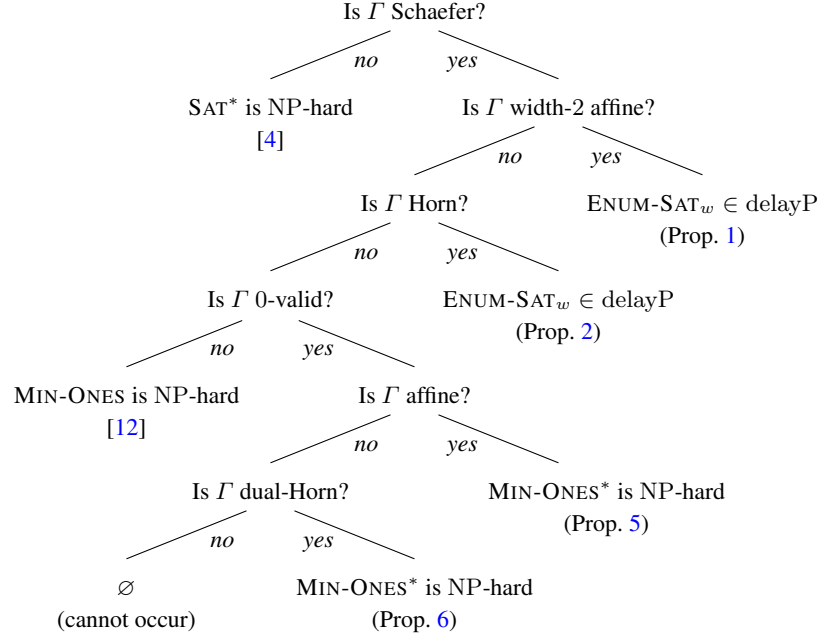 Is Γ Schaefer?
no yes
SAT* is NP-hard
[4]
Is Γ width-2 affine?
no yes
Is Γ Horn?
ENUM-SATw ∈ delayP
(Prop. 1)
no yes
Is Γ 0-valid?
ENUM-SATw ∈ delayP
(Prop. 2)
no yes
MIN-ONES is NP-hard
[12]
Is Γ affine?
no yes
Is Γ dual-Horn?
MIN-ONES* is NP-hard
(Prop. 5)
no yes
∅
(cannot occur)
MIN-ONES* is NP-hard
(Prop. 6)